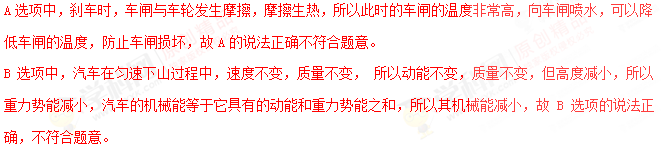 A 选项中，刹车时，车闸与车轮发生摩擦，摩擦生热，所以此时的车闸的温度非常高，向车闸喷水，可以降
低车闸的温度，防止车闸损坏，故 A 的说法正确不符合题意。
B 选项中，汽车在匀速下山过程中，速度不变，质量不变， 所以动能不变，质量不变，但高度减小，所以
重力势能减小，汽车的机械能等于它具有的动能和重力势能之和，所以其机械能减小，故 B 选项的说法正
确，不符合题意。